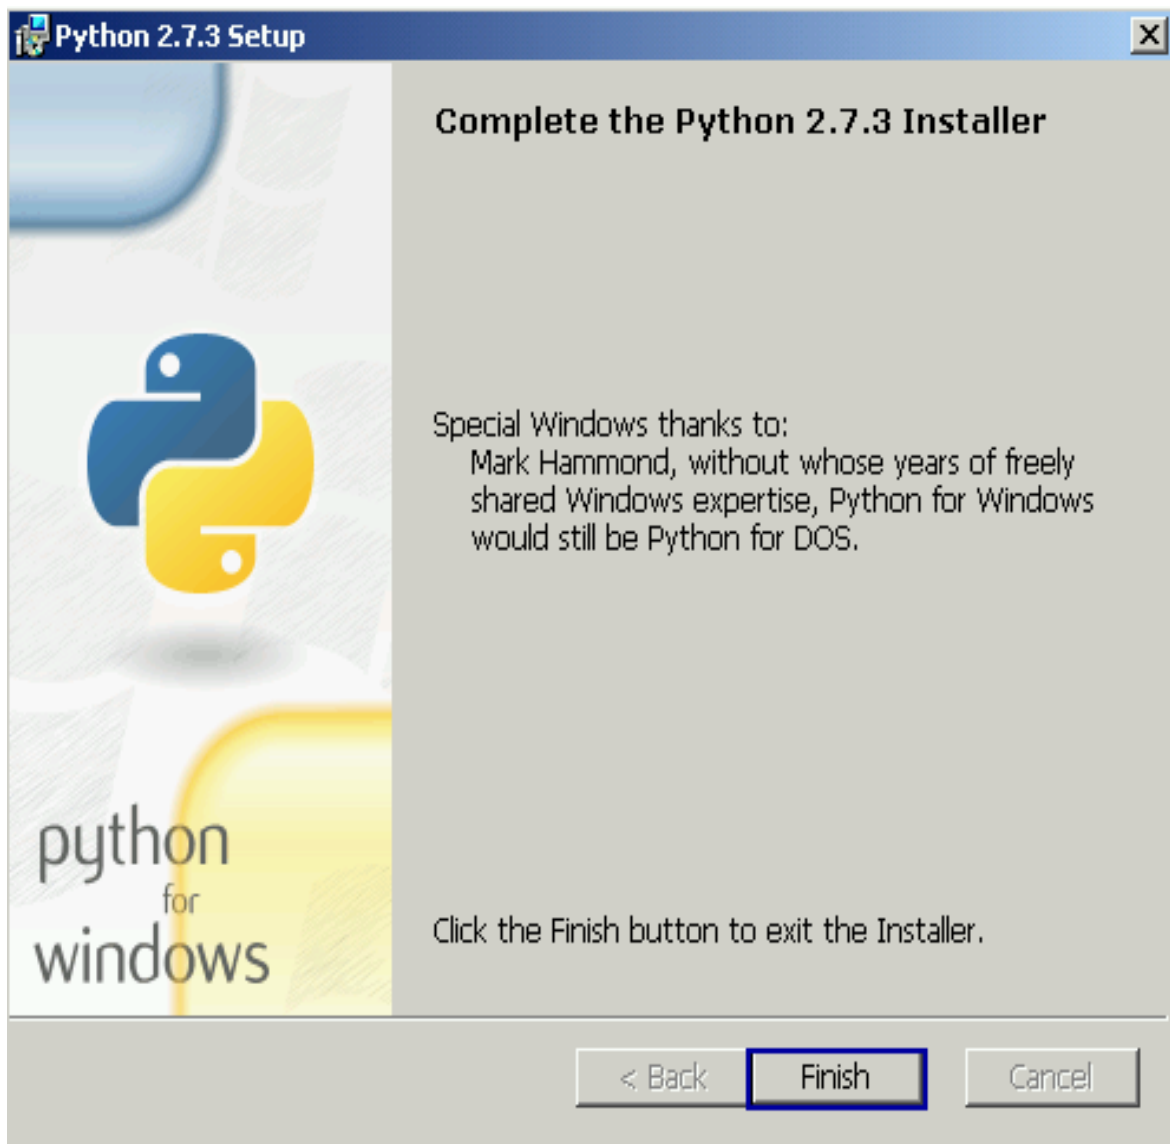 Python 2.7.3 Setup
Complete the Python 2.7.3 Installer
Special Windows thanks to:
Mark Hammond, without whose years of freely
shared Windows expertise, Python for Windows
would still be Python for DOS.
python
for
windows
Click the Finish button to exit the Installer.
< Back
Finish
Cancel